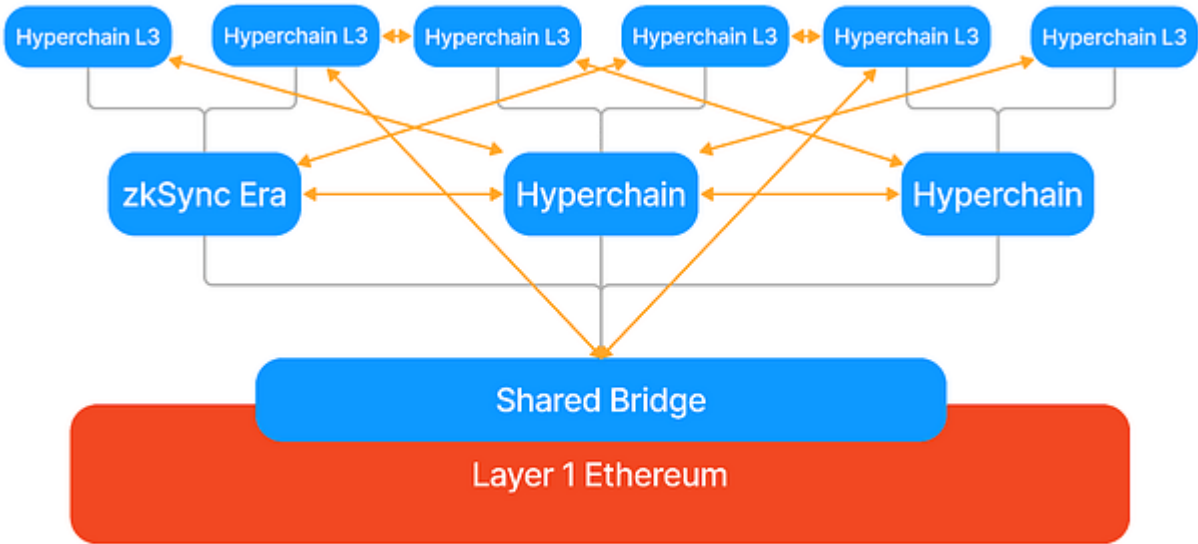 Hyperchain L3
Hyperchain L3
Hyperchain L3
Hyperchain L3
Hyperchain L3
Hyperchain L3
zkSync Era
Hyperchain
Hyperchain
Shared Bridge
Layer 1 Ethereum